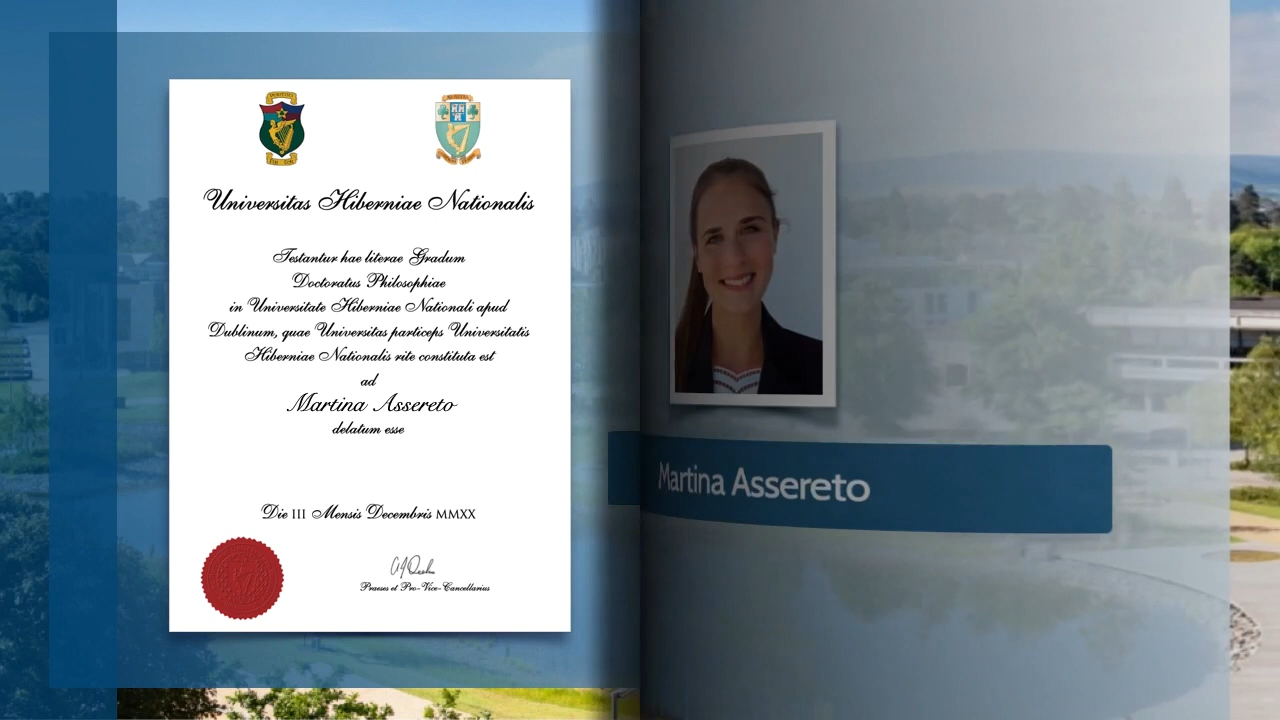 Universitas Hiberniae Nationalis
Testantur hae literae Gradum
Doctoratus Philosophiae
in Universitate Hiberniae Nationali apud
Dublinum, quae Universitas particeps Universitatis
Hiberniae Nationalis rite constituta est
ad
Martina Assereto
delatum esse
Die III Mensis Decembris MMXX
Praeses et Pro-Vice-Cancellarius
Martina Assereto